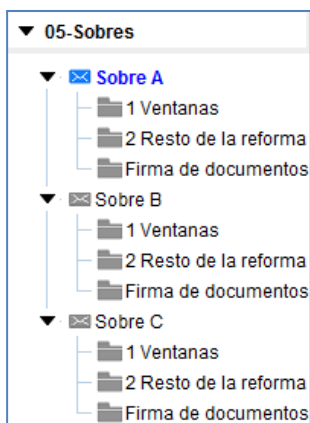 05-Sobres
Sobre A
1 Ventanas
2 Resto de la reforma
Firma de documentos
Sobre B
1 Ventanas
2 Resto de la reforma
Firma de documentos
Sobre C
1 Ventanas
2 Resto de la reforma
Firma de documentos